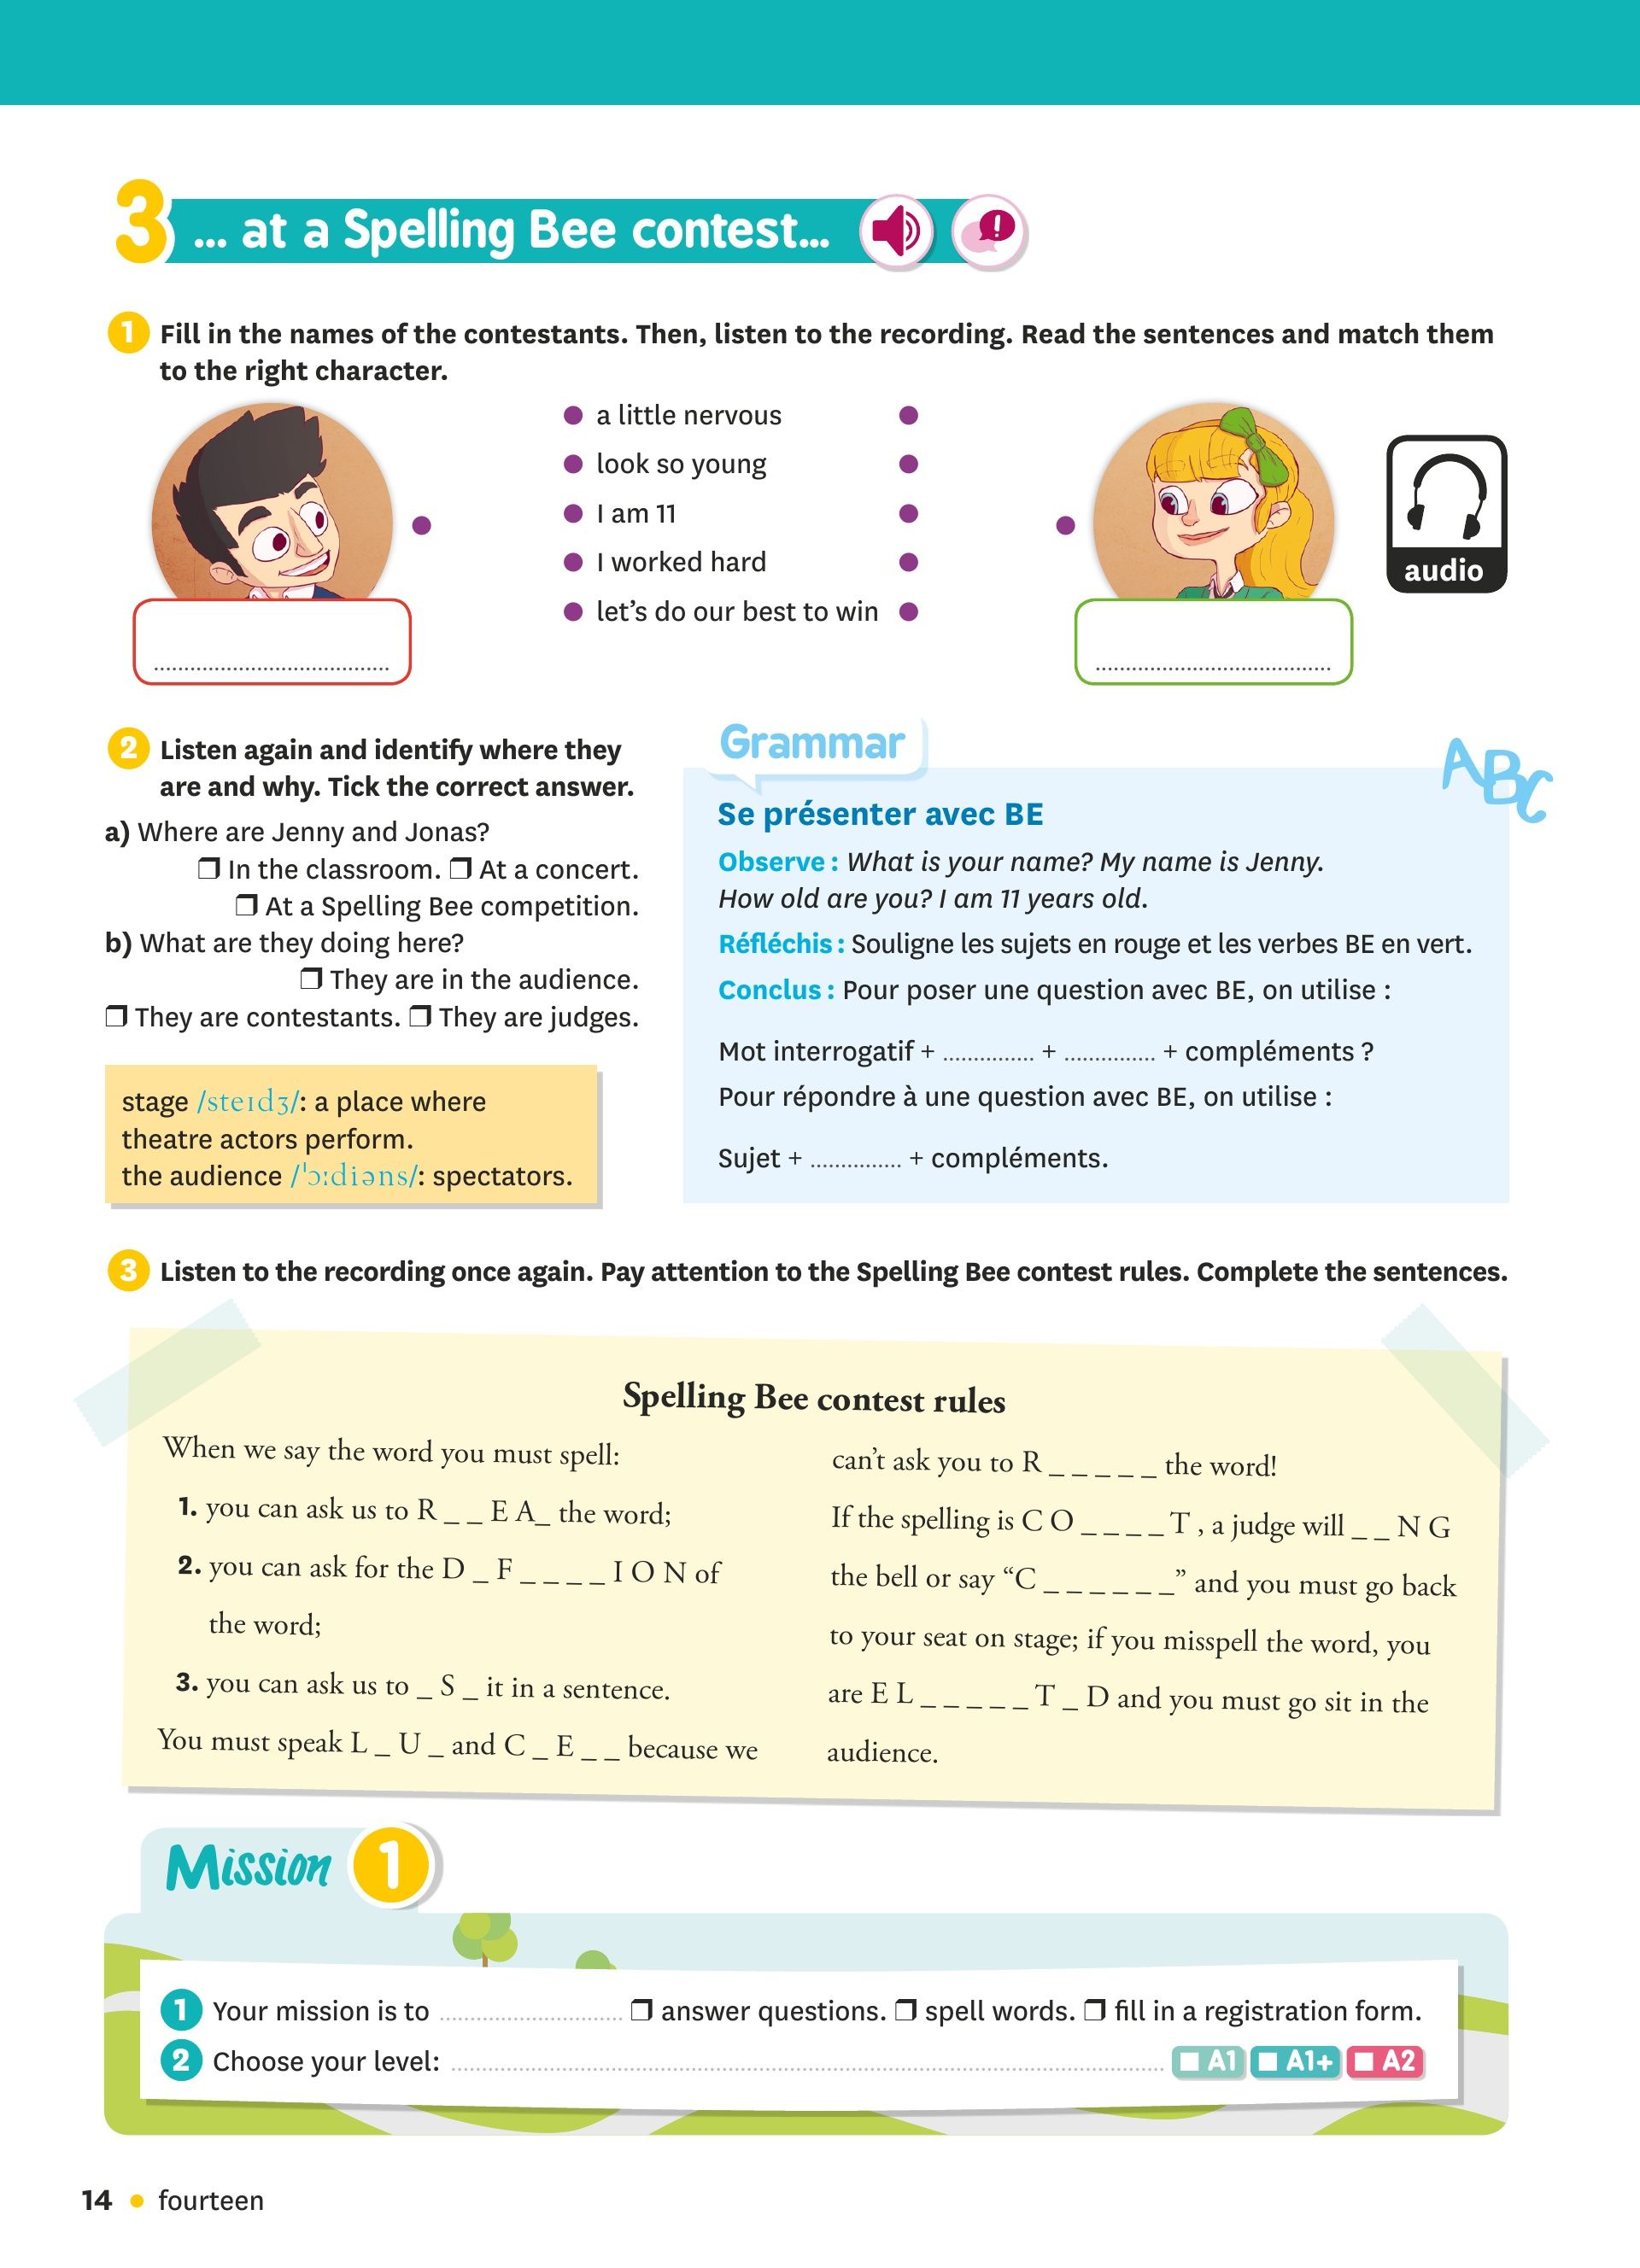 3 ... at a Spelling Bee contest...
1 Fill in the names of the contestants. Then, listen to the recording. Read the sentences and match them
to the right character.
a little nervous
look so young
I am 11
I worked hard
let's do our best to win
audio
2 Listen again and identify where they
are and why. Tick the correct answer.
a) Where are Jenny and Jonas?
❒ In the classroom. ❒ At a concert.
❒ At a Spelling Bee competition.
b) What are they doing here?
❒ They are in the audience.
❒ They are contestants. ❒ They are judges.
stage /steɪdʒ/: a place where
theatre actors perform.
the audience /ˈɔːdiəns/: spectators.
Grammar
ABC
Se présenter avec BE
Observe : What is your name? My name is Jenny.
How old are you? I am 11 years old.
Réfléchis : Souligne les sujets en rouge et les verbes BE en vert.
Conclus : Pour poser une question avec BE, on utilise :
Mot interrogatif + ............... + ............... + compléments ?
Pour répondre à une question avec BE, on utilise :
Sujet + ............... + compléments.
3 Listen to the recording once again. Pay attention to the Spelling Bee contest rules. Complete the sentences.
Spelling Bee contest rules
When we say the word you must spell:
1. you can ask us to R _ _ E A _ the word;
2. you can ask for the D _ F _ _ _ _ I O N of
the word;
3. you can ask us to _ S _ it in a sentence.
You must speak L _ U _ and C _ E _ _ because we
can't ask you to R _ _ _ _ _ the word!
If the spelling is C O _ _ _ _ T , a judge will _ _ N G
the bell or say "C _ _ _ _ _ _" and you must go back
to your seat on stage; if you misspell the word, you
are E L _ _ _ _ _ T _ D and you must go sit in the
audience.
Mission 1
1 Your mission is to .............................. ❒ answer questions. ❒ spell words. ❒ fill in a registration form.
2 Choose your level: .............................. A1 A1+ A2
14 • fourteen